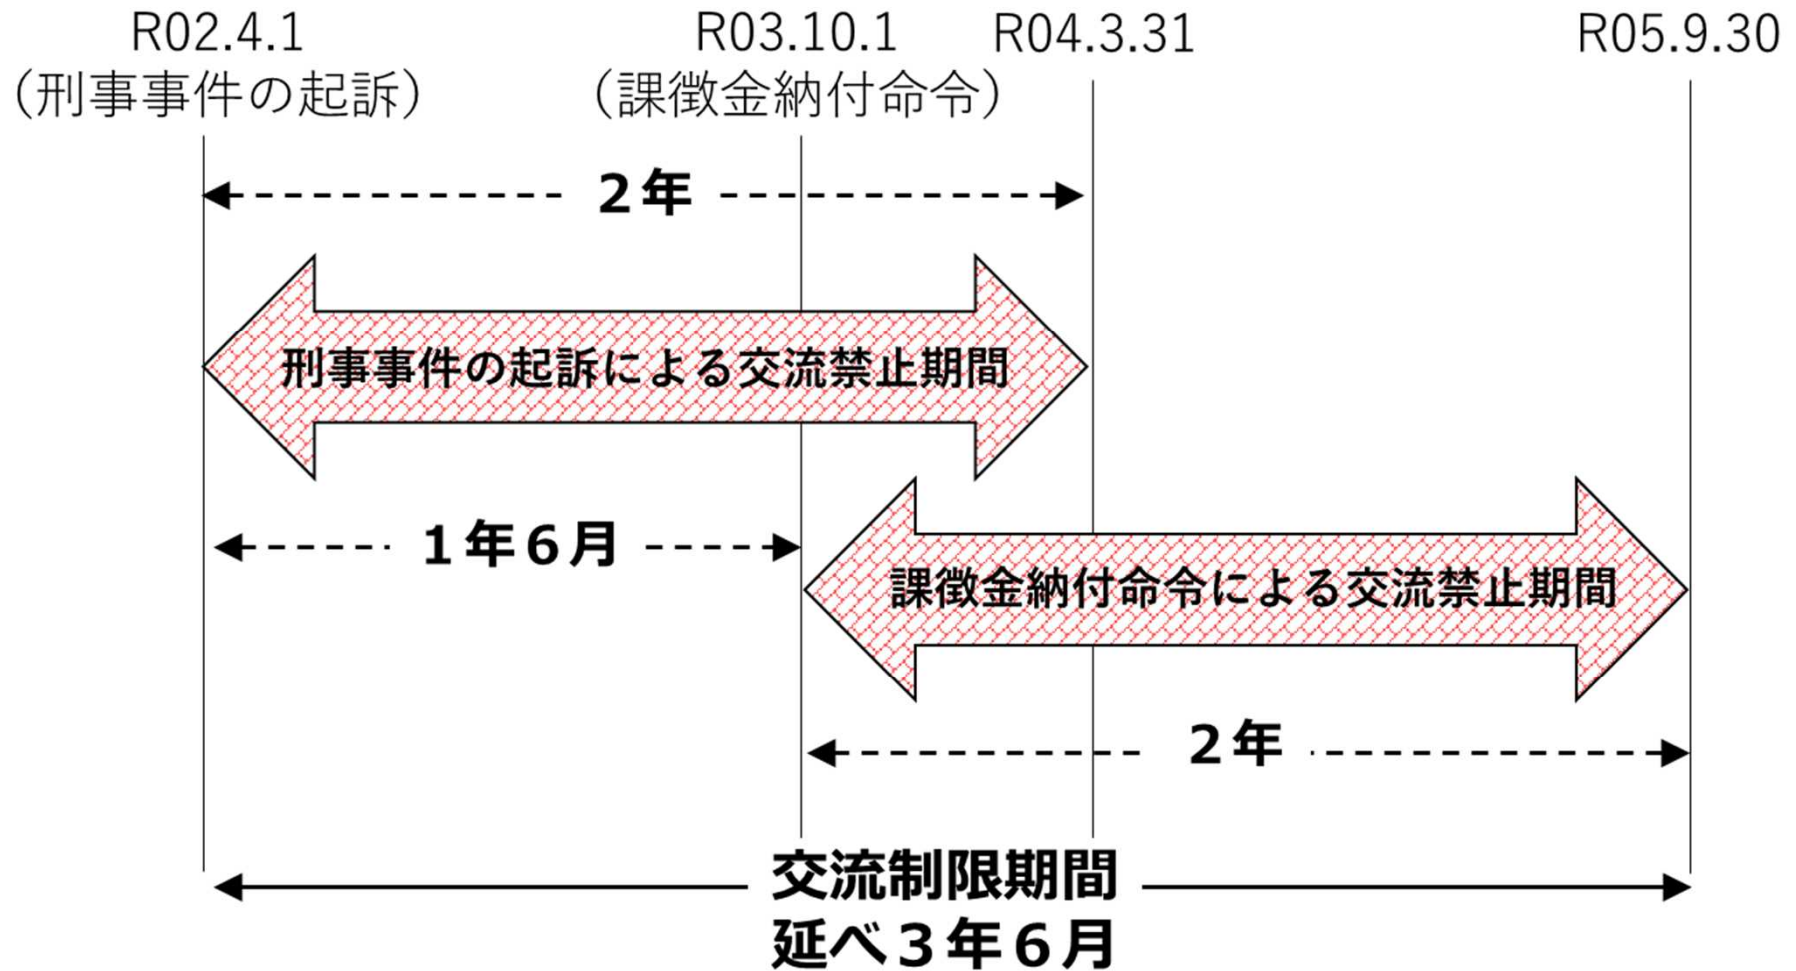 R02.4.1
R03.10.1
R04.3.31
R05.9.30
（刑事事件の起訴）
（課徴金納付命令）
２年
刑事事件の起訴による交流禁止期間
１年６月
課徴金納付命令による交流禁止期間
２年
交流制限期間
延べ３年６月